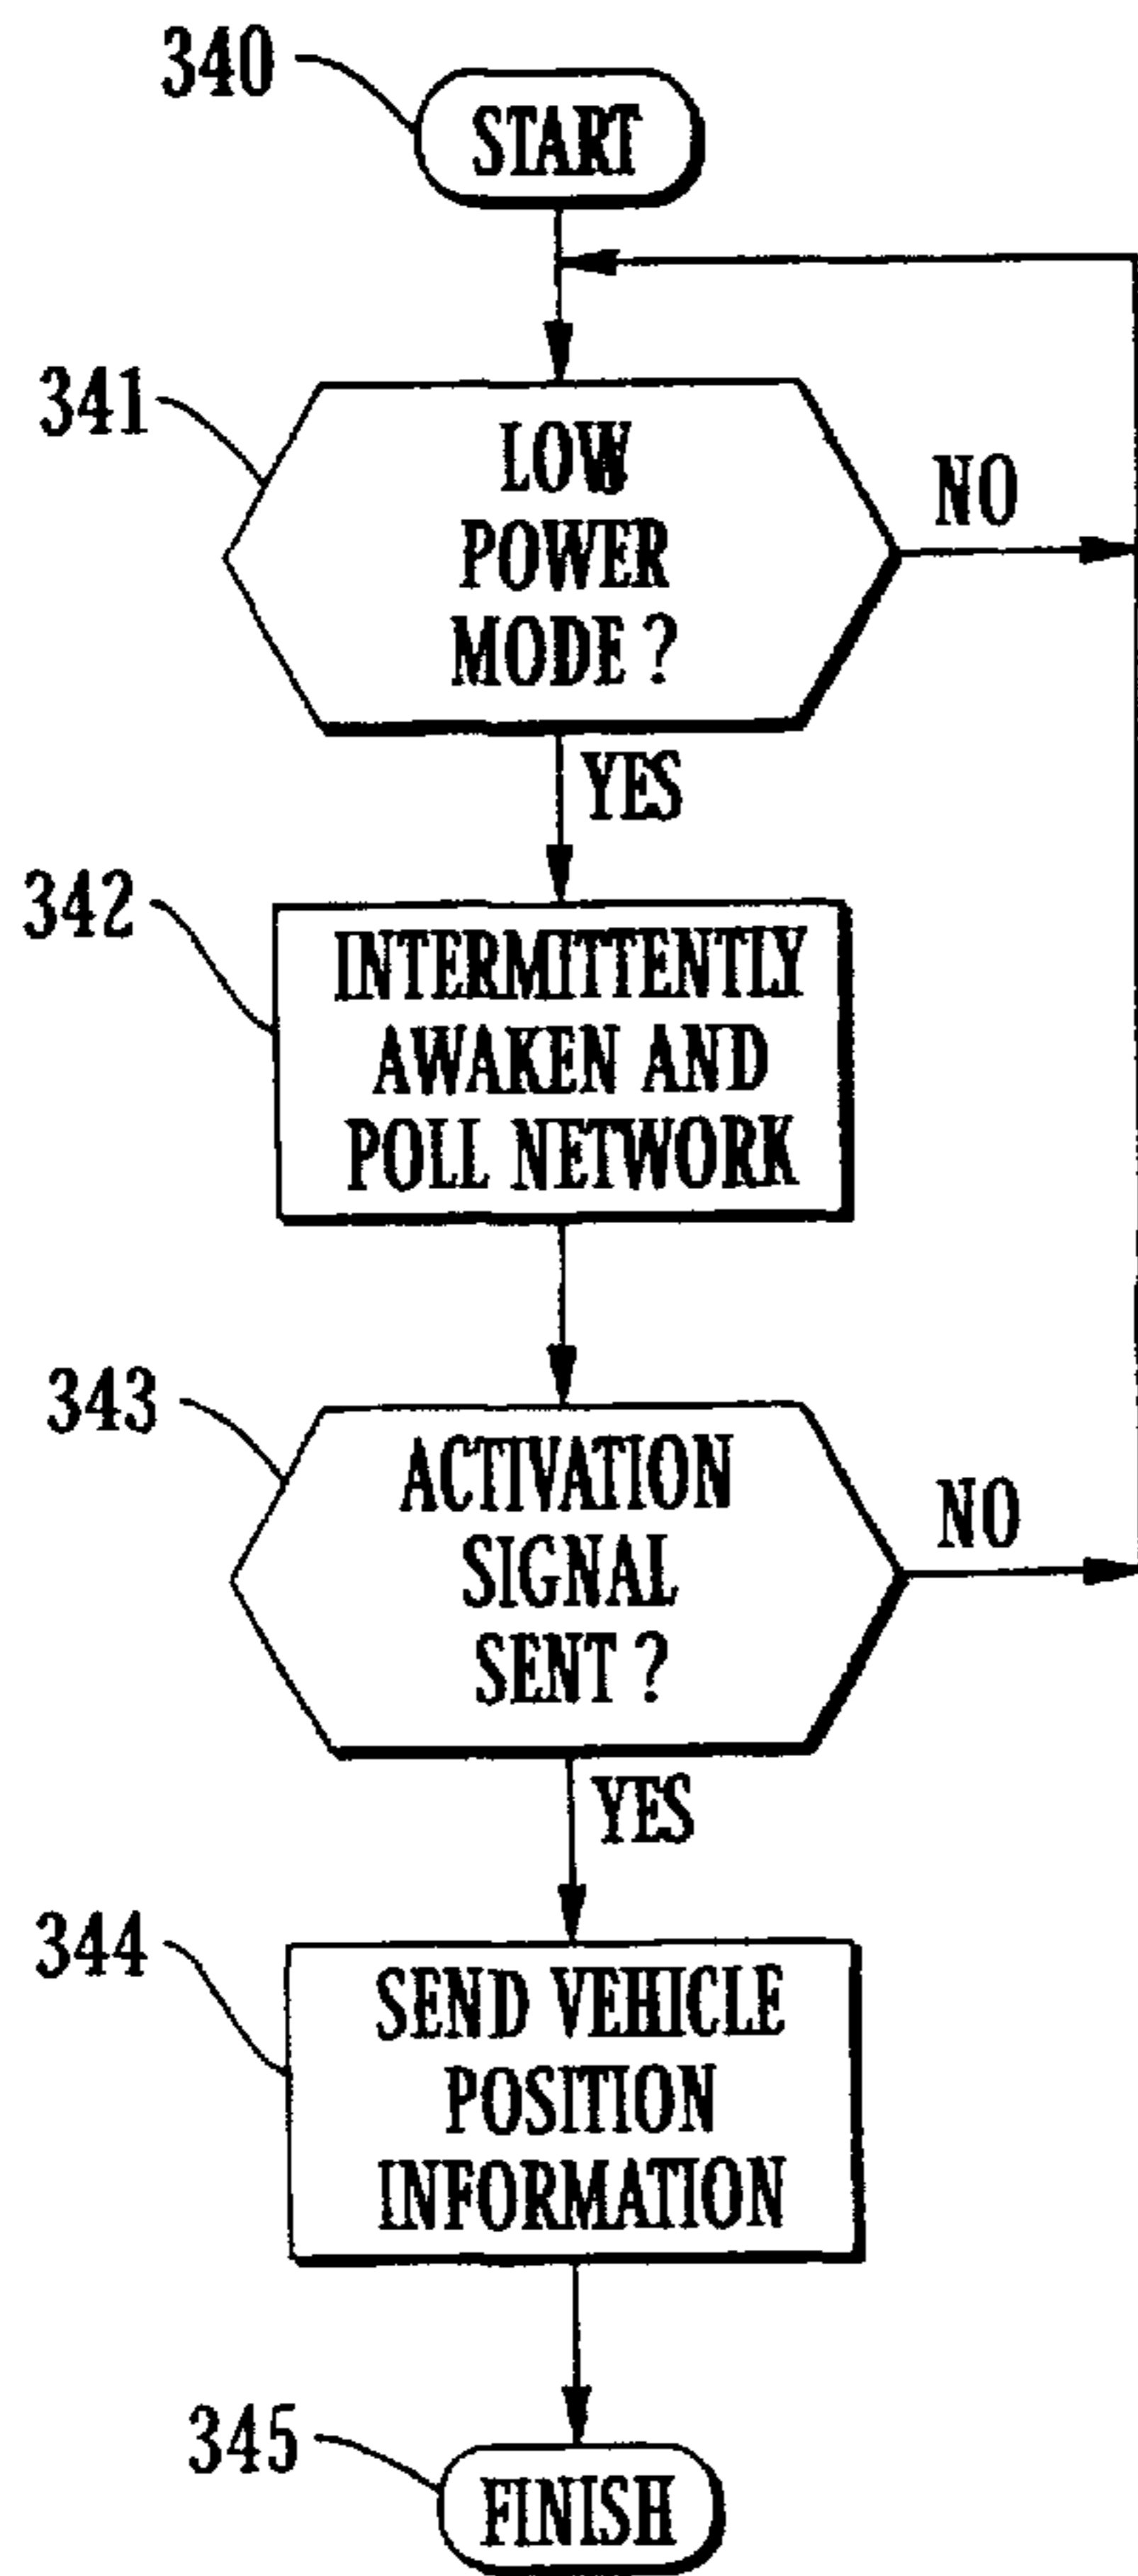 340
START
341
LOW
POWER
MODE?
NO
YES
342
INTERMITTENTLY
AWAKEN AND
POLL NETWORK
343
ACTIVATION
SIGNAL
SENT?
NO
YES
344
SEND VEHICLE
POSITION
INFORMATION
345
FINISH